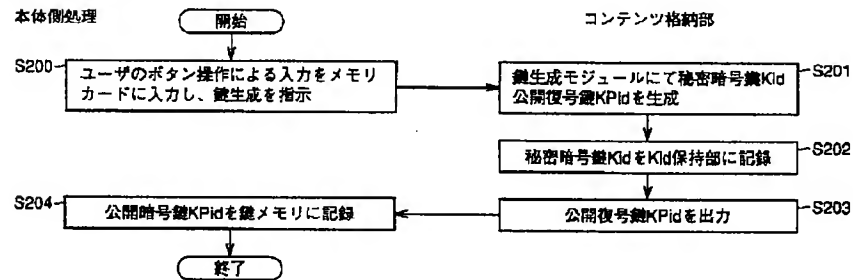 本体側処理
コンテンツ格納部
開始
S200
ユーザのボタン操作による入力をメモリ
カードに入力し、鍵生成を指示
鍵生成モジュールにて秘密暗号鍵Kid
公開復号鍵KPidを生成
S201
秘密暗号鍵KidをKid保持部に記録
S202
S204
公開暗号鍵KPidを鍵メモリに記録
公開復号鍵KPidを出力
S203
終了